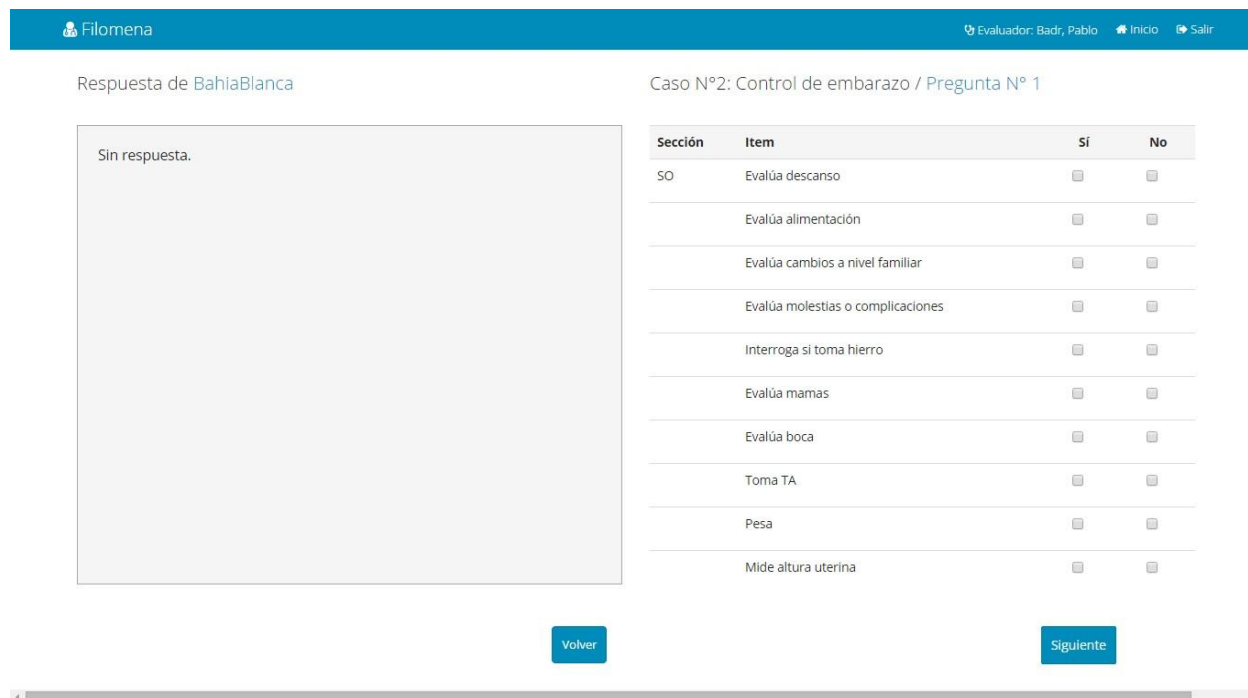 Filomena
Evaluador: Badr, Pablo Inicio Salir
Respuesta de BahiaBlanca
Sin respuesta.
Volver
Caso N°2: Control de embarazo / Pregunta N° 1
Sección Item Sí No
SO Evalúa descanso
Evalúa alimentación
Evalúa cambios a nivel familiar
Evalúa molestias o complicaciones
Interroga si toma hierro
Evalúa mamas
Evalúa boca
Toma TA
Pesa
Mide altura uterina
Siguiente